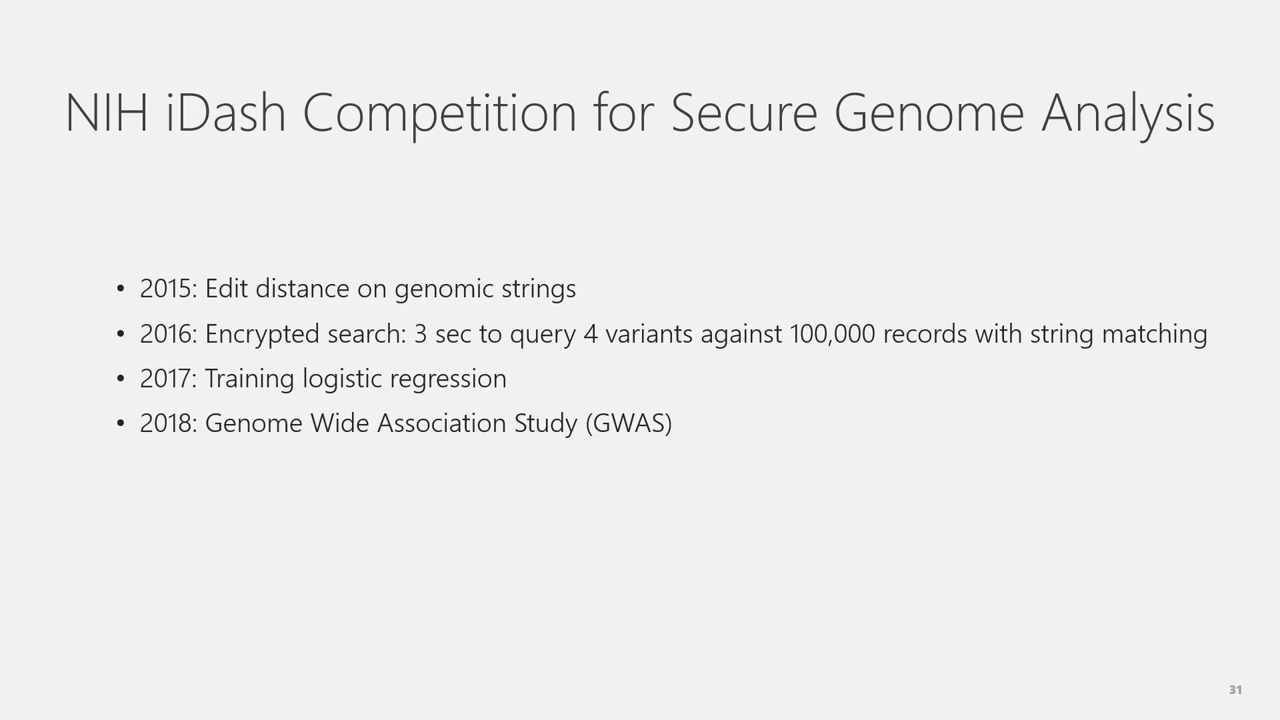 NIH iDash Competition for Secure Genome Analysis
• 2015: Edit distance on genomic strings
• 2016: Encrypted search: 3 sec to query 4 variants against 100,000 records with string matching
• 2017: Training logistic regression
• 2018: Genome Wide Association Study (GWAS)
31